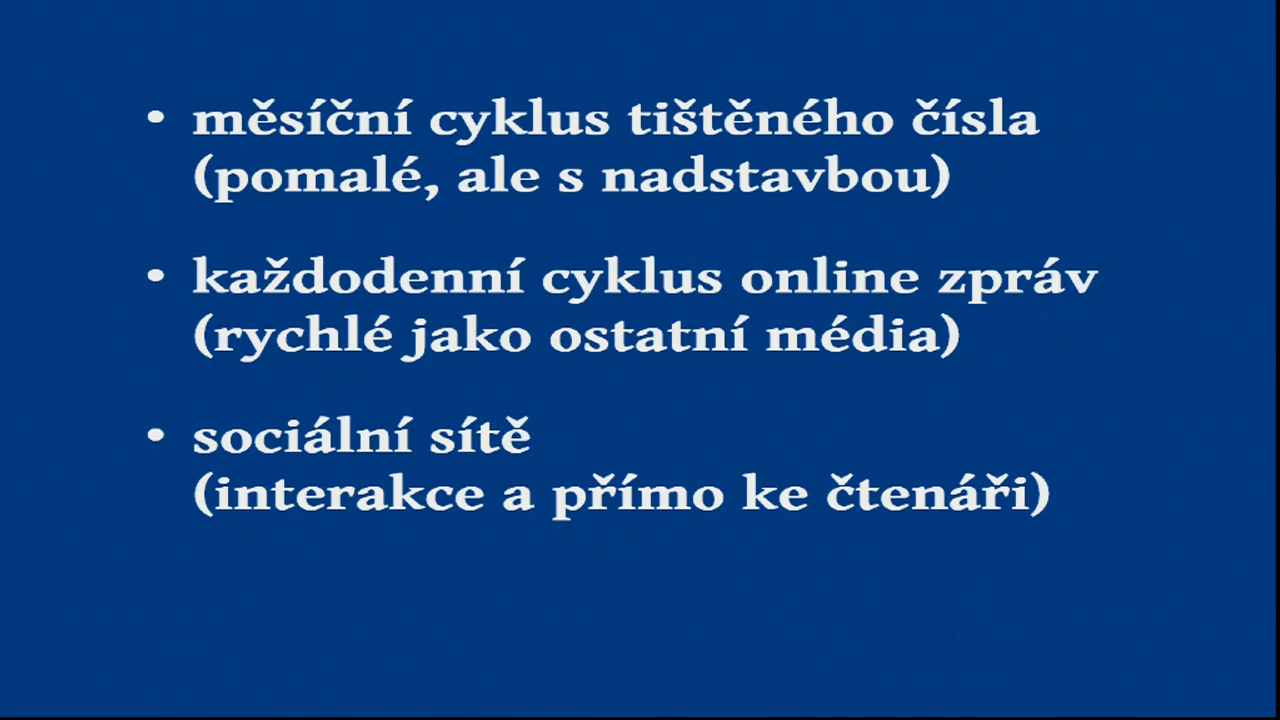 • měsíční cyklus tištěného čísla
(pomalé, ale s nadstavbou)
• každodenní cyklus online zpráv
(rychlé jako ostatní média)
• sociální sítě
(interakce a přímo ke čtenáři)